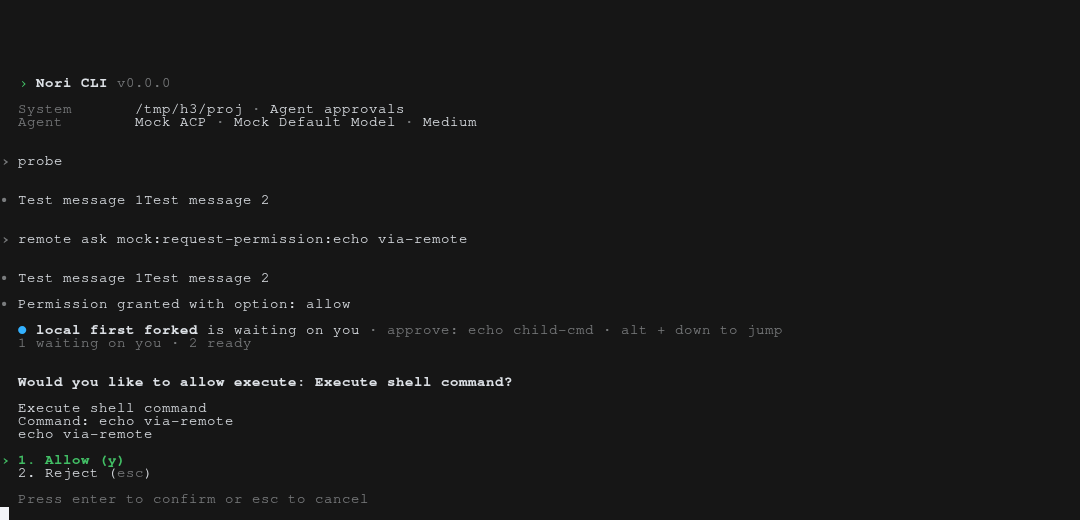 › Nori CLI v0.0.0
System /tmp/h3/proj · Agent approvals
Agent Mock ACP · Mock Default Model · Medium
› probe
• Test message 1Test message 2
› remote ask mock:request-permission:echo via-remote
• Test message 1Test message 2
• Permission granted with option: allow
● local first forked is waiting on you · approve: echo child-cmd · alt + down to jump
1 waiting on you · 2 ready
Would you like to allow execute: Execute shell command?
Execute shell command
Command: echo via-remote
echo via-remote
› 1. Allow (y)
2. Reject (esc)
Press enter to confirm or esc to cancel